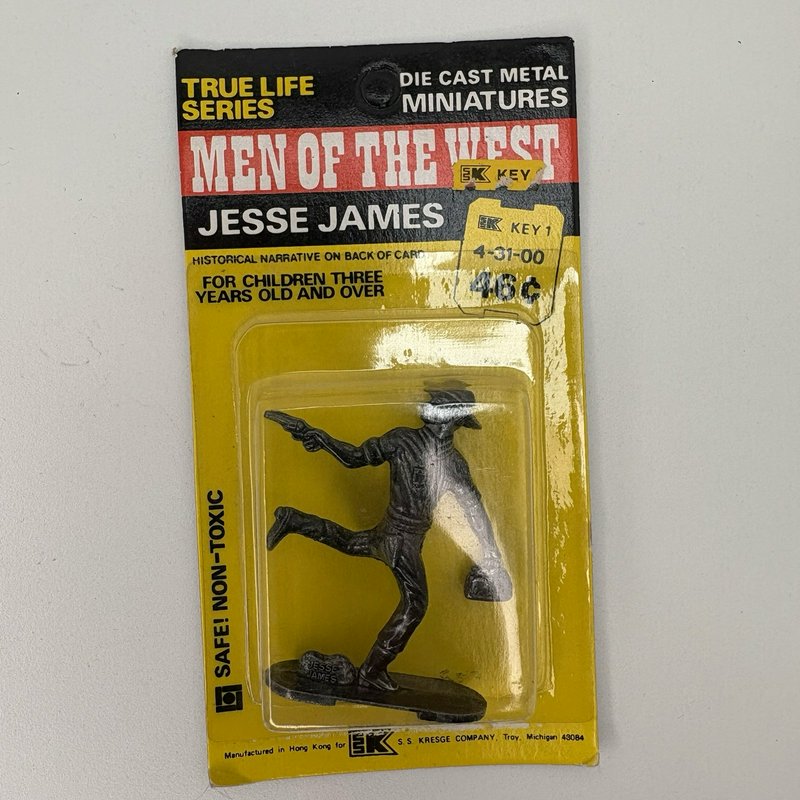 TRUE LIFE
SERIES
DIE CAST METAL
MINIATURES
MEN OF THE WEST
KEY
JESSE JAMES
KEY 1
4-31-00
46¢
HISTORICAL NARRATIVE ON BACK OF CARD
FOR CHILDREN THREE
YEARS OLD AND OVER
SAFE! NON-TOXIC
JESSE
JAMES
Manufactured in Hong Kong for SSK S.S. KRESGE COMPANY, Troy, Michigan 48084